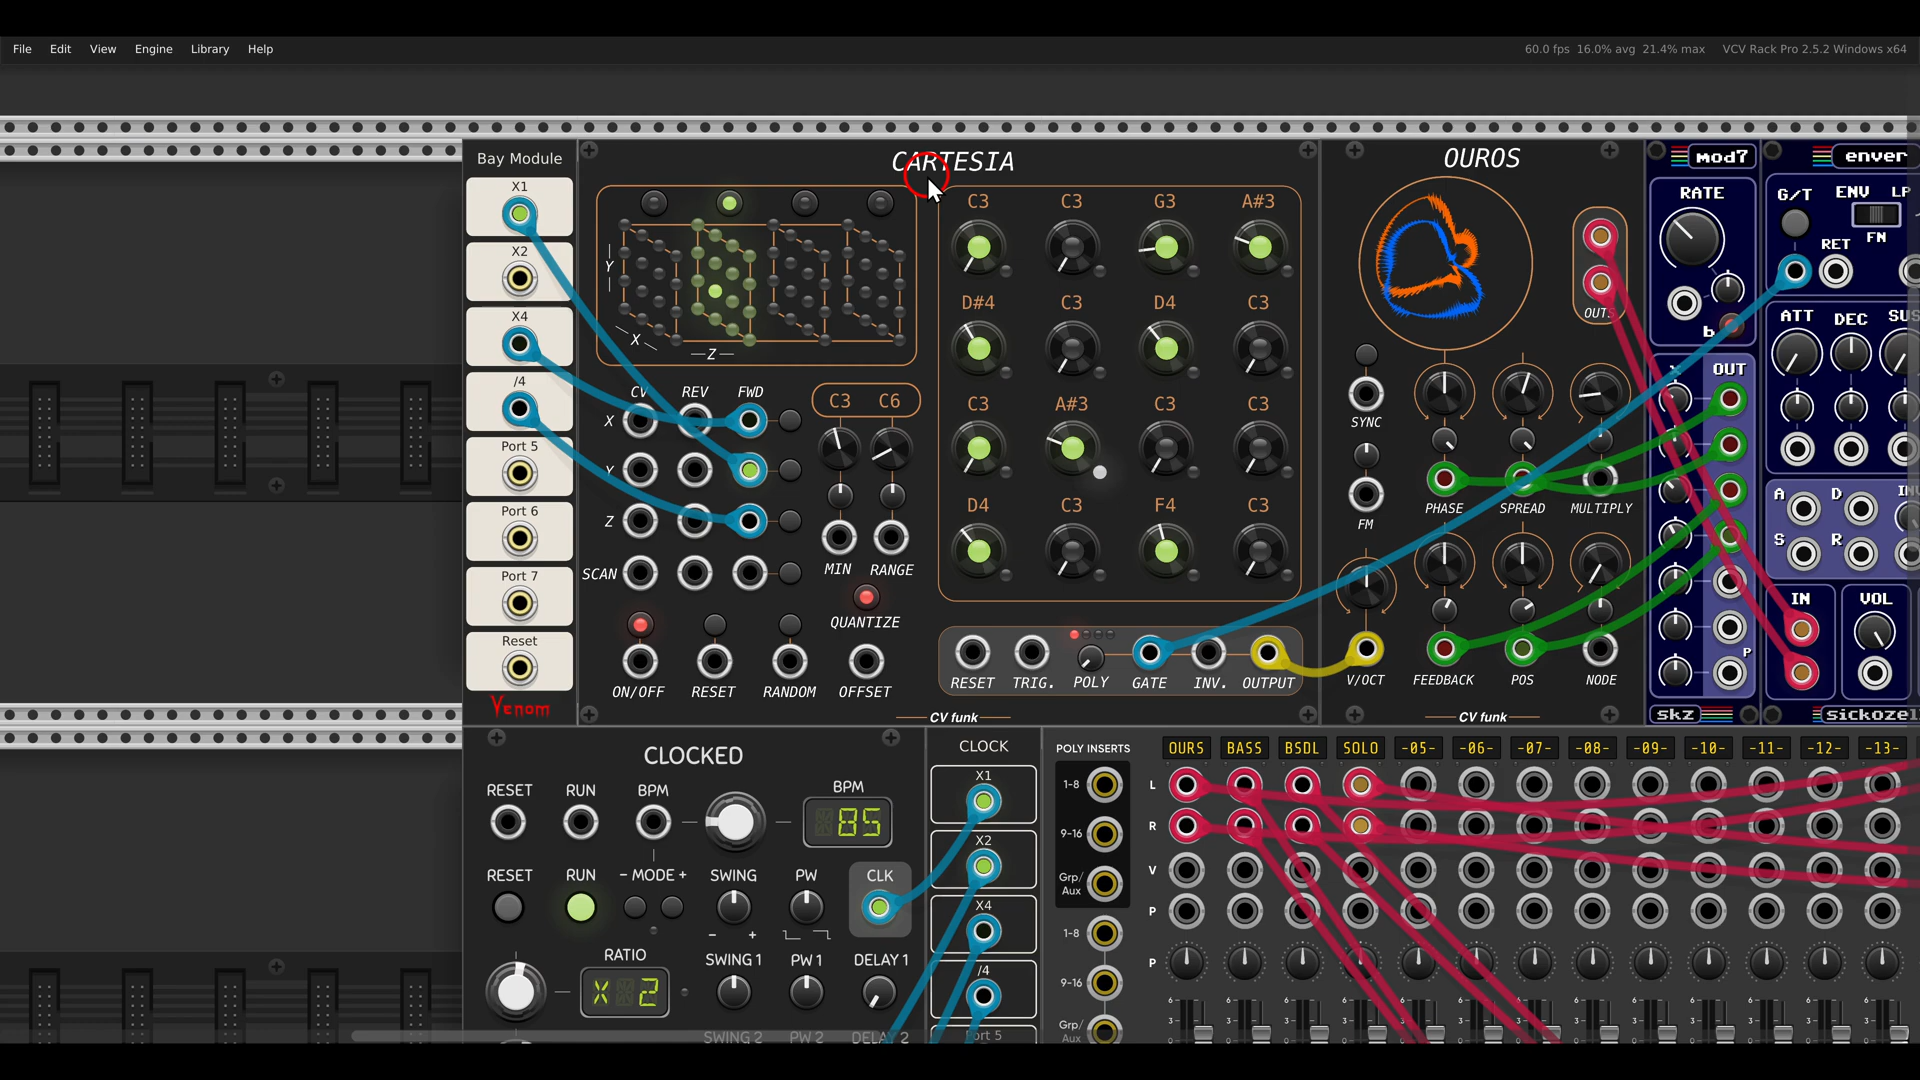 File Edit View Engine Library Help
60.0 fps 16.0% avg 21.4% max VCV Rack Pro 2.5.2 Windows x64
Bay Module
X1
X2
X4
/4
Port 5
Port 6
Port 7
Reset
Venom
CARTESIA
Y
X
Z
CV REV FWD
X
Y
Z
SCAN
C3 C6
MIN RANGE
QUANTIZE
ON/OFF RESET RANDOM OFFSET
C3 C3 G3 A#3
D#4 C3 D4 C3
C3 A#3 C3 C3
D4 C3 F4 C3
RESET TRIG. POLY GATE INV. OUTPUT
CV funk
OUROS
OUTS
SYNC
FM
PHASE SPREAD MULTIPLY
V/OCT FEEDBACK POS NODE
CV funk
mod7
RATE
b
OUT
P
skz
enver
G/T ENV LP
FN
RET
ATT DEC SUS
A D
S R
IN VOL
sickozel
CLOCKED
RESET RUN BPM BPM
85
RESET RUN - MODE + SWING PW CLK
- +
RATIO SWING 1 PW 1 DELAY 1
X 2
SWING 2 PW 2 DELAY 2
CLOCK
X1
X2
X4
/4
Port 5
POLY INSERTS
1-8
9-16
Grp/
Aux
1-8
9-16
Grp/
Aux
OURS BASS BSDL SOLO -05- -06- -07- -08- -09- -10- -11- -12- -13-
L
R
V
P
P